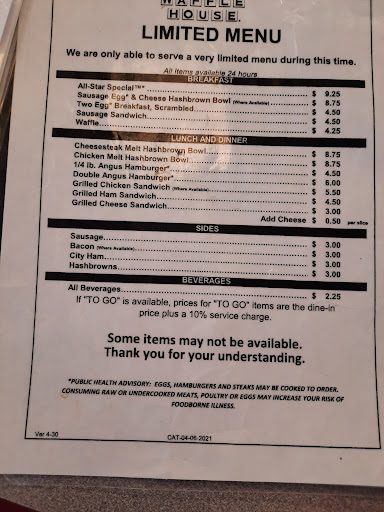 WAFFLE
HOUSE
LIMITED MENU
We are only able to serve a very limited menu during this time.
All items available 24 hours
BREAKFAST
All-Star Special™* $ 9.25
Sausage Egg* & Cheese Hashbrown Bowl (Where Available) $ 8.75
Two Egg* Breakfast, Scrambled $ 4.50
Sausage Sandwich $ 4.50
Waffle $ 4.25
LUNCH AND DINNER
Cheesesteak Melt Hashbrown Bowl $ 8.75
Chicken Melt Hashbrown Bowl $ 8.75
1/4 lb. Angus Hamburger* $ 4.50
Double Angus Hamburger* $ 6.00
Grilled Chicken Sandwich (Where Available) $ 5.50
Grilled Ham Sandwich $ 4.50
Grilled Cheese Sandwich $ 3.00
Add Cheese $ 0.50 per slice
SIDES
Sausage $ 3.00
Bacon (Where Available) $ 3.00
City Ham $ 3.00
Hashbrowns $ 3.00
BEVERAGES
All Beverages $ 2.25
If "TO GO" is available, prices for "TO GO" items are the dine-in
price plus a 10% service charge.
Some items may not be available.
Thank you for your understanding.
*PUBLIC HEALTH ADVISORY: EGGS, HAMBURGERS AND STEAKS MAY BE COOKED TO ORDER.
CONSUMING RAW OR UNDERCOOKED MEATS, POULTRY OR EGGS MAY INCREASE YOUR RISK OF
FOODBORNE ILLNESS.
Ver 4-30 CAT-04-05-2021